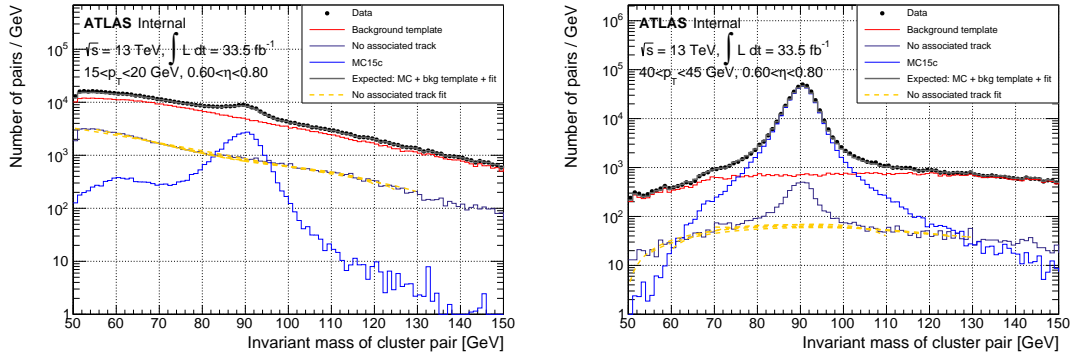 ATLAS Internal
√s = 13 TeV, ∫ L dt = 33.5 fb⁻¹
15<p_T<20 GeV, 0.60<η<0.80
Data
Background template
No associated track
MC15c
Expected: MC + bkg template + fit
No associated track fit
Number of pairs / GeV
10⁵
10⁴
10³
10²
10
1
50 60 70 80 90 100 110 120 130 140 150
Invariant mass of cluster pair [GeV]
ATLAS Internal
√s = 13 TeV, ∫ L dt = 33.5 fb⁻¹
40<p_T<45 GeV, 0.60<η<0.80
Data
Background template
No associated track
MC15c
Expected: MC + bkg template + fit
No associated track fit
Number of pairs / GeV
10⁶
10⁵
10⁴
10³
10²
10
1
50 60 70 80 90 100 110 120 130 140 150
Invariant mass of cluster pair [GeV]